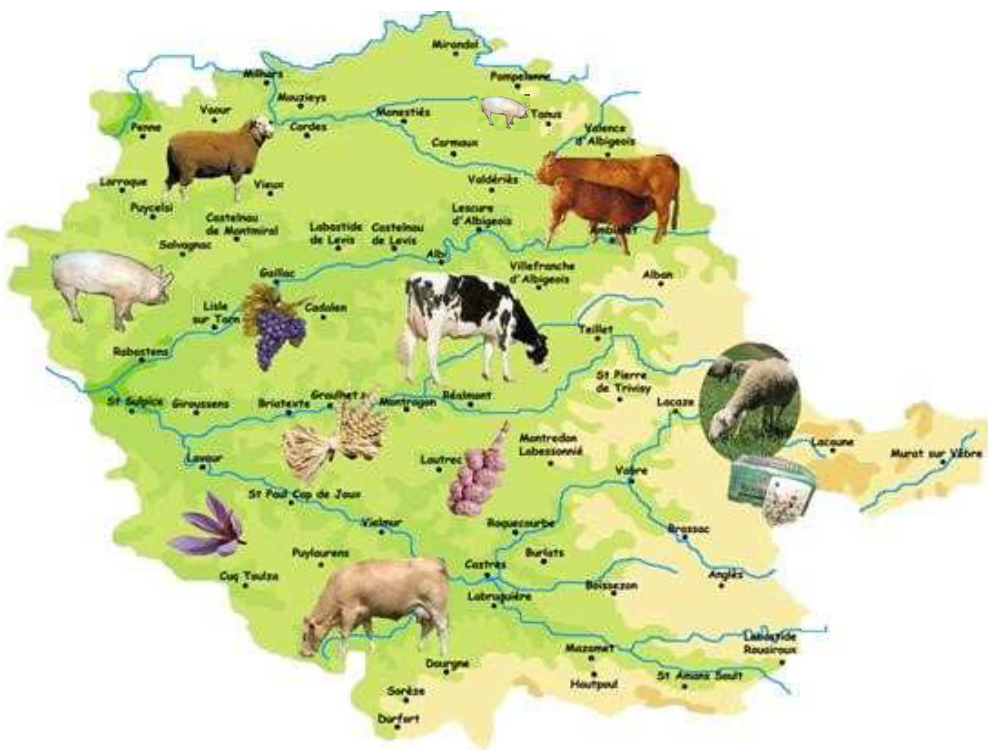 Mirandol
Pampelonne
Milhars
Mouzieys
Vaour
Monestiés
Tanus
Penne
Cordes
Valence
d'Albigeois
Carmaux
Larroque
Vieux
Valdériès
Puycelsi
Castelnau
de Montmiral
Lescure
d'Albigeois
Labastide
de Levis
Castelnau
de Levis
Salvagnac
Albi
Gaillac
Villefranche
d'Albigeois
Alban
Lisle
sur Tarn
Cadalen
Teillet
Rabastens
St Pierre
de Trivisy
St Sulpice
Giroussens
Briatexte
Graulhet
Montragon
Réalmont
Lacaze
Lavaur
Lautrec
Montredon
Labessonnié
Lacaune
Murat sur Vèbre
Vabre
St Paul Cap de Joux
Vielmur
Roquecourbe
Brassac
Puylaurens
Burlats
Cuq Toulza
Castres
Boissezon
Anglès
Labruguière
Mazamet
Labastide
Rouairoux
Dourgne
Hautpoul
St Amans Soult
Sorèze
Durfort